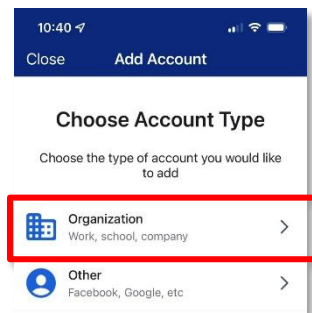 10:40
Close Add Account
Choose Account Type
Choose the type of account you would like
to add
Organization
Work, school, company
Other
Facebook, Google, etc